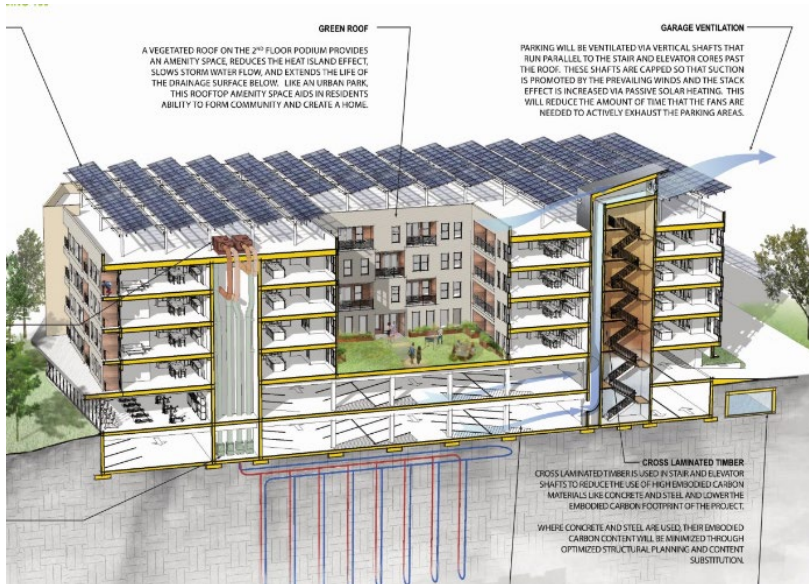 GREEN ROOF
A VEGETATED ROOF ON THE 2ND FLOOR PODIUM PROVIDES
AN AMENITY SPACE, REDUCES THE HEAT ISLAND EFFECT,
SLOWS STORM WATER FLOW, AND EXTENDS THE LIFE OF
THE DRAINAGE SURFACE BELOW. LIKE AN URBAN PARK,
THIS ROOFTOP AMENITY SPACE AIDS IN RESIDENTS
ABILITY TO FORM COMMUNITY AND CREATE A HOME.
GARAGE VENTILATION
PARKING WILL BE VENTILATED VIA VERTICAL SHAFTS THAT
RUN PARALLEL TO THE STAIR AND ELEVATOR CORES PAST
THE ROOF. THESE SHAFTS ARE CAPPED SO THAT SUCTION
IS PROMOTED BY THE PREVAILING WINDS AND THE STACK
EFFECT IS INCREASED VIA PASSIVE SOLAR HEATING. THIS
WILL REDUCE THE AMOUNT OF TIME THAT THE FANS ARE
NEEDED TO ACTIVELY EXHAUST THE PARKING AREAS.
CROSS LAMINATED TIMBER
CROSS LAMINATED TIMBER IS USED IN STAIR AND ELEVATOR
SHAFTS TO REDUCE THE USE OF HIGH EMBODIED CARBON
MATERIALS LIKE CONCRETE AND STEEL AND LOWER THE
EMBODIED CARBON FOOTPRINT OF THE PROJECT.
WHERE CONCRETE AND STEEL ARE USED, THEIR EMBODIED
CARBON CONTENT WILL BE MINIMIZED THROUGH
OPTIMIZED STRUCTURAL PLANNING AND CONTENT
SUBSTITUTION.